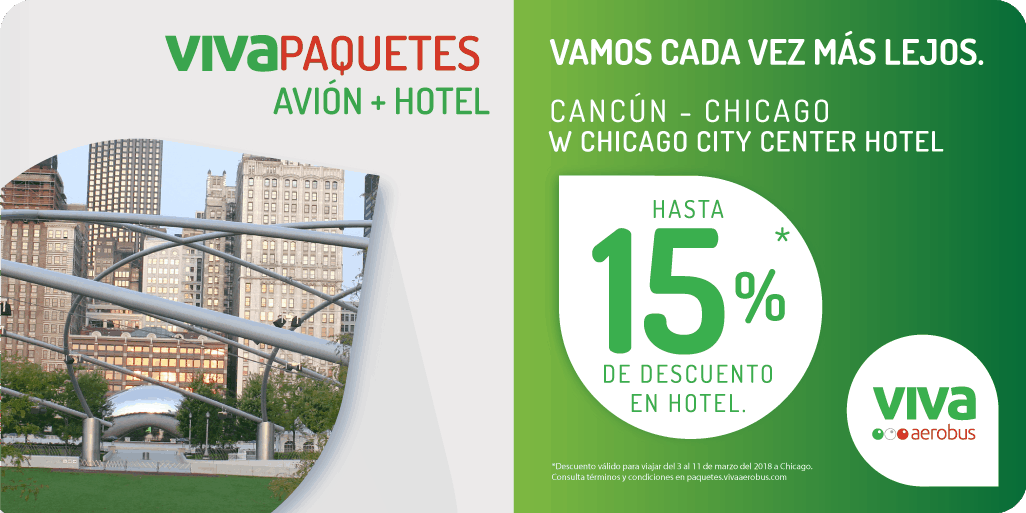 VIVAPAQUETES
AVIÓN + HOTEL
VAMOS CADA VEZ MÁS LEJOS.
CANCÚN - CHICAGO
W CHICAGO CITY CENTER HOTEL
HASTA
15%*
DE DESCUENTO
EN HOTEL.
VIVA
aerobus
*Descuento válido para viajar del 3 al 11 de marzo del 2018 a Chicago.
Consulta términos y condiciones en paquetes.vivaaerobus.com